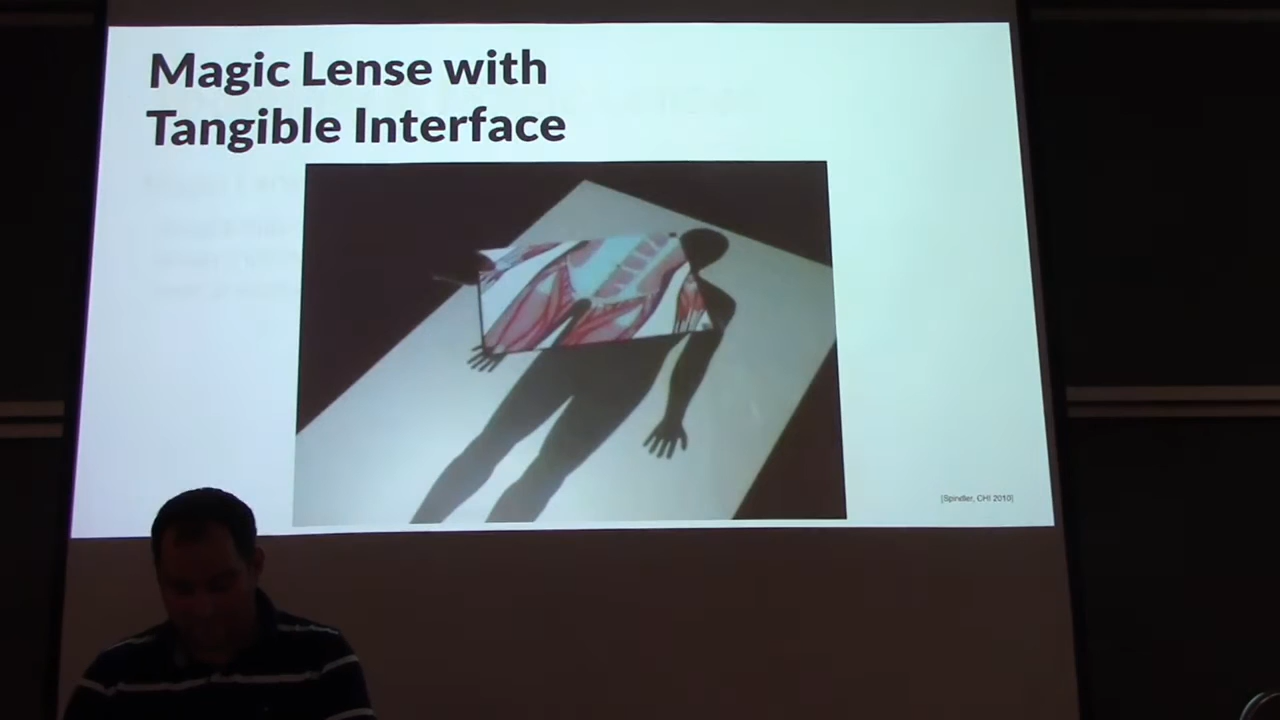 Magic Lense with
Tangible Interface
[Spindler, CHI 2010]